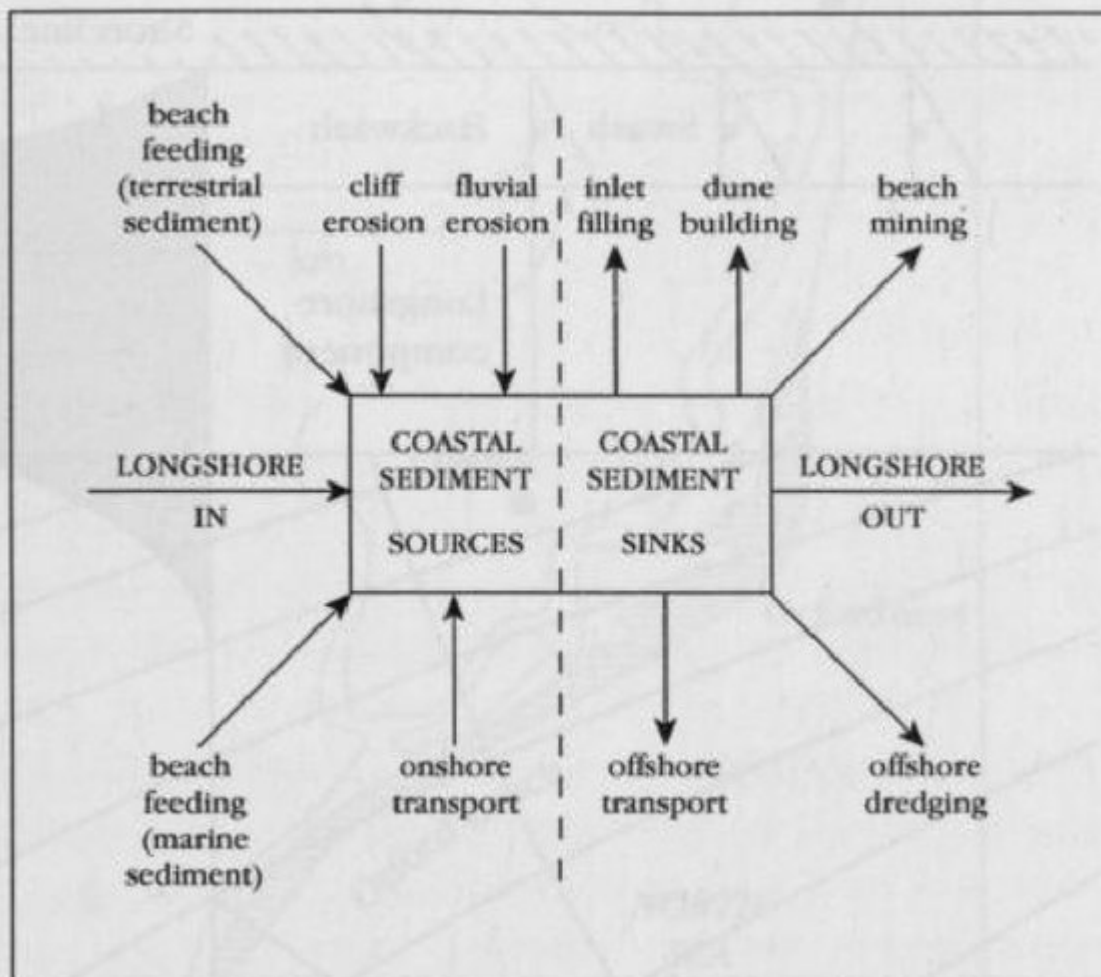 beach
feeding
(terrestrial
sediment)
cliff
erosion
fluvial
erosion
inlet
filling
dune
building
beach
mining
LONGSHORE
IN
COASTAL
SEDIMENT
SOURCES
COASTAL
SEDIMENT
SINKS
LONGSHORE
OUT
beach
feeding
(marine
sediment)
onshore
transport
offshore
transport
offshore
dredging